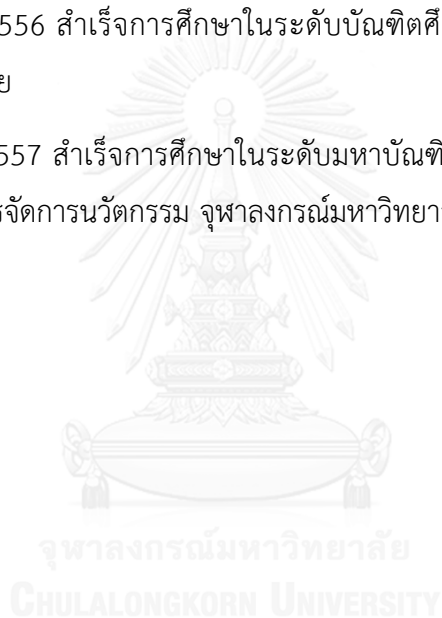 556 สำเร็จการศึกษาในระดับบัณฑิตศึ
ย
557 สำเร็จการศึกษาในระดับมหาบัณฑิ
รจัดการนวัตกรรม จุฬาลงกรณ์มหาวิทยา
จุฬาลงกรณ์มหาวิทยาลัย
CHULALONGKORN UNIVERSITY